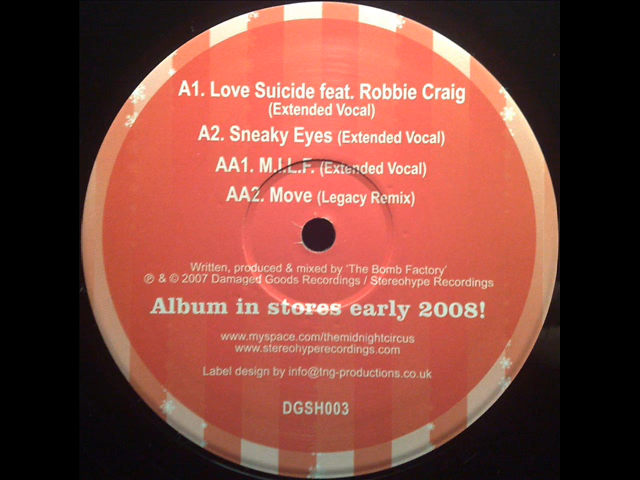 A1. Love Suicide feat. Robbie Craig
(Extended Vocal)
A2. Sneaky Eyes (Extended Vocal)
AA1. M.I.L.F. (Extended Vocal)
AA2. Move (Legacy Remix)
Written, produced & mixed by 'The Bomb Factory'
℗ & © 2007 Damaged Goods Recordings / Stereohype Recordings
Album in stores early 2008!
www.myspace.com/themidnightcircus
www.stereohyperecordings.com
Label design by info@tng-productions.co.uk
DGSH003